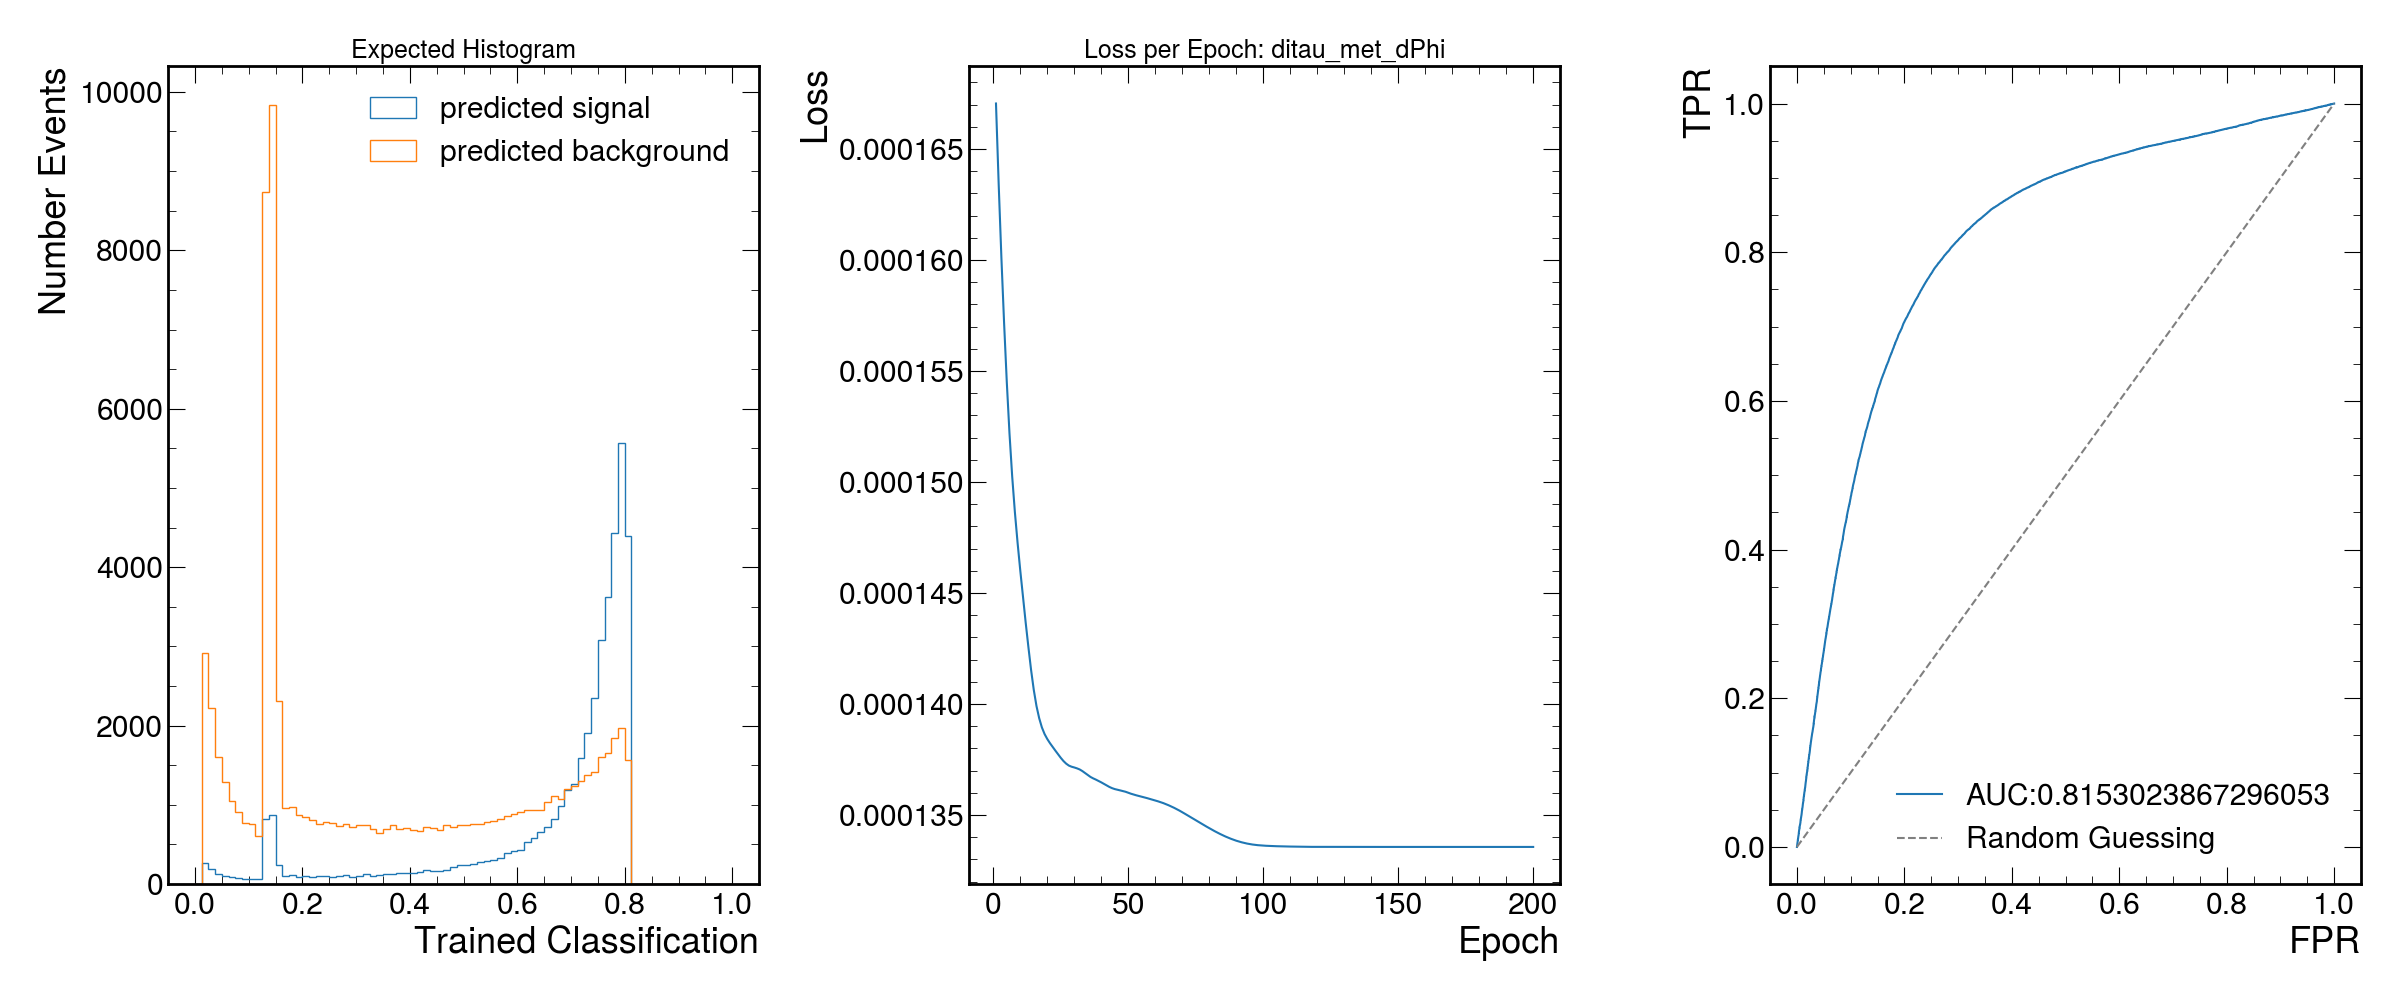 Expected Histogram
Number Events
10000
8000
6000
4000
2000
0
predicted signal
predicted background
0.0 0.2 0.4 0.6 0.8 1.0
Trained Classification
Loss per Epoch: ditau_met_dPhi
Loss
0.000165
0.000160
0.000155
0.000150
0.000145
0.000140
0.000135
0 50 100 150 200
Epoch
TPR
1.0
0.8
0.6
0.4
0.2
0.0
AUC:0.8153023867296053
Random Guessing
0.0 0.2 0.4 0.6 0.8 1.0
FPR